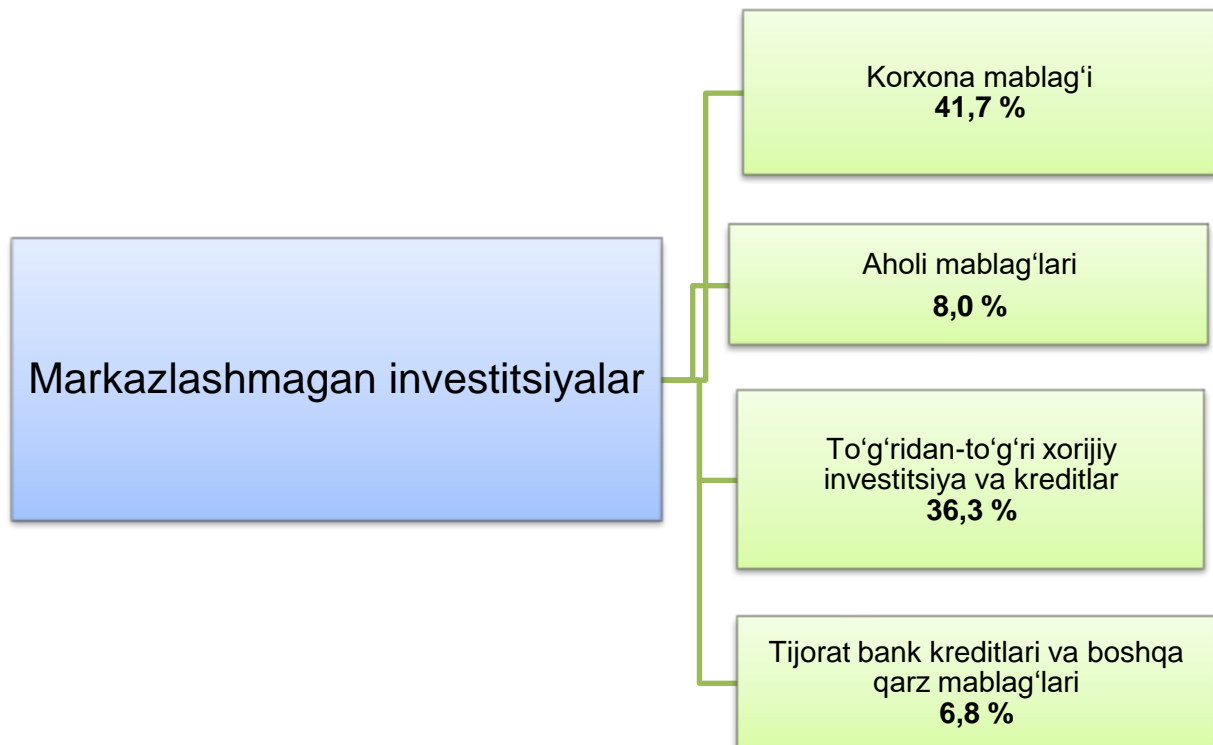 Korxona mablag‘i
41,7 %
Markazlashmagan investitsiyalar
Aholi mablag‘lari
8,0 %
To‘g‘ridan-to‘g‘ri xorijiy
investitsiya va kreditlar
36,3 %
Tijorat bank kreditlari va boshqa
qarz mablag‘lari
6,8 %